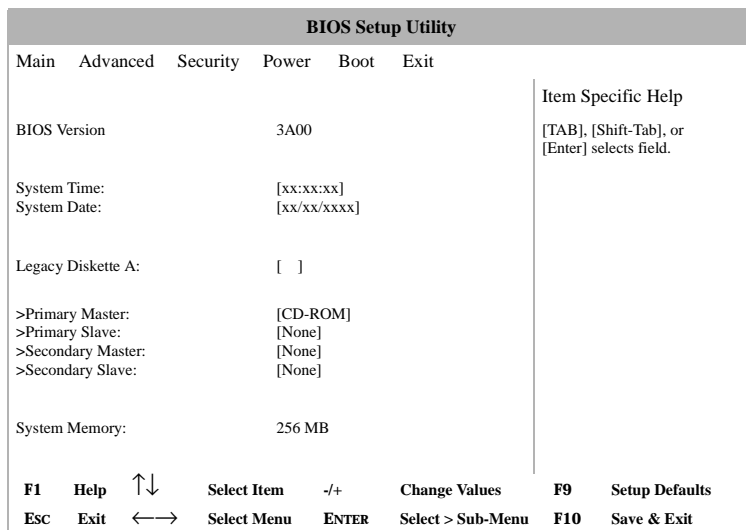 BIOS Setup Utility
Main Advanced Security Power Boot Exit
Item Specific Help
BIOS Version 3A00
[TAB], [Shift-Tab], or
[Enter] selects field.
System Time: [xx:xx:xx]
System Date: [xx/xx/xxxx]
Legacy Diskette A: [ ]
>Primary Master: [CD-ROM]
>Primary Slave: [None]
>Secondary Master: [None]
>Secondary Slave: [None]
System Memory: 256 MB
F1 Help ↑↓ Select Item -/+ Change Values F9 Setup Defaults
ESC Exit ←→ Select Menu ENTER Select > Sub-Menu F10 Save & Exit